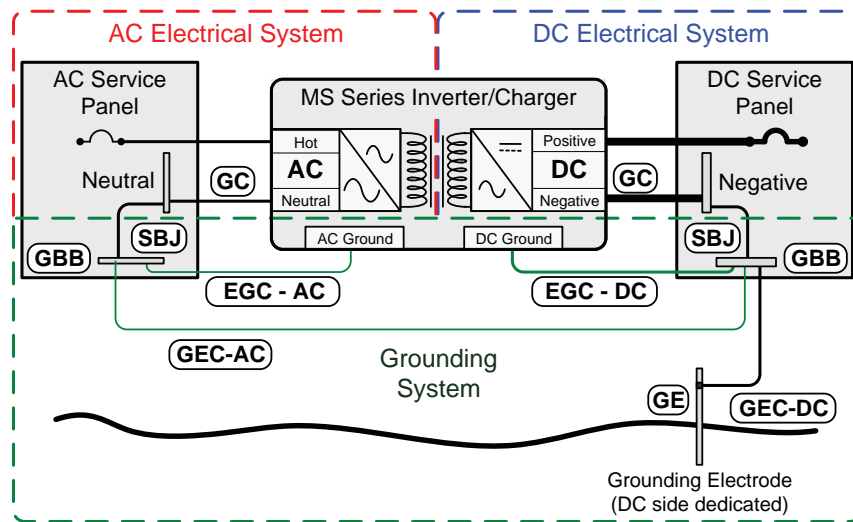 AC Electrical System
DC Electrical System
AC Service
Panel
MS Series Inverter/Charger
DC Service
Panel
Hot
AC
Neutral
Positive
DC
Negative
Neutral
GC
GC
Negative
SBJ
GBB
AC Ground
DC Ground
SBJ
GBB
EGC - AC
EGC - DC
GEC-AC
Grounding
System
GE
GEC-DC
Grounding Electrode
(DC side dedicated)